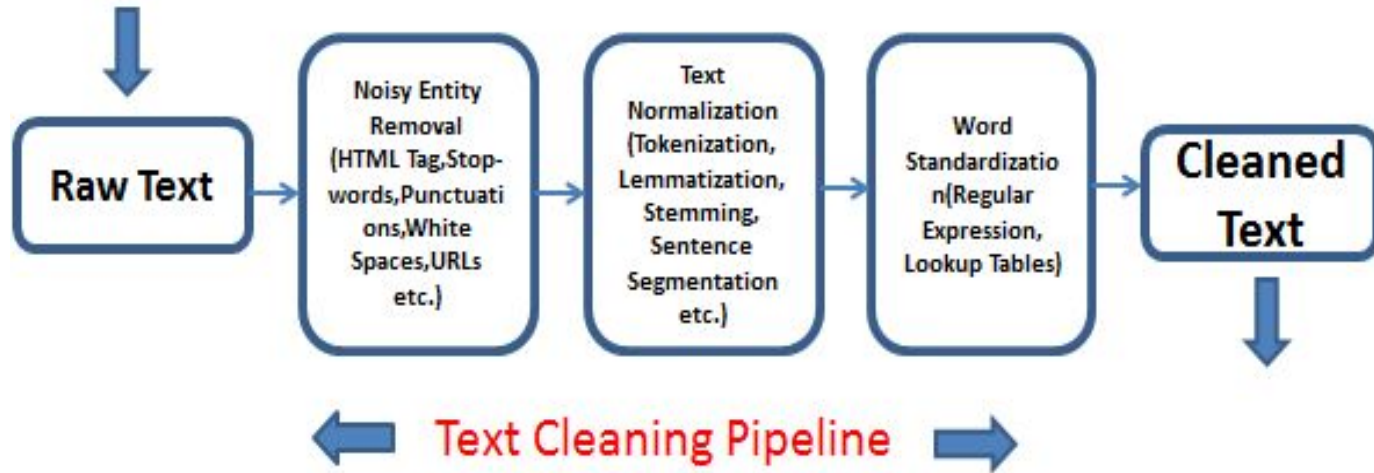 Raw Text
Noisy Entity
Removal
(HTML Tag,Stop-
words,Punctuati
ons,White
Spaces,URLs
etc.)
Text
Normalization
(Tokenization,
Lemmatization,
Stemming,
Sentence
Segmentation
etc.)
Word
Standardizatio
n(Regular
Expression,
Lookup Tables)
Cleaned
Text
Text Cleaning Pipeline